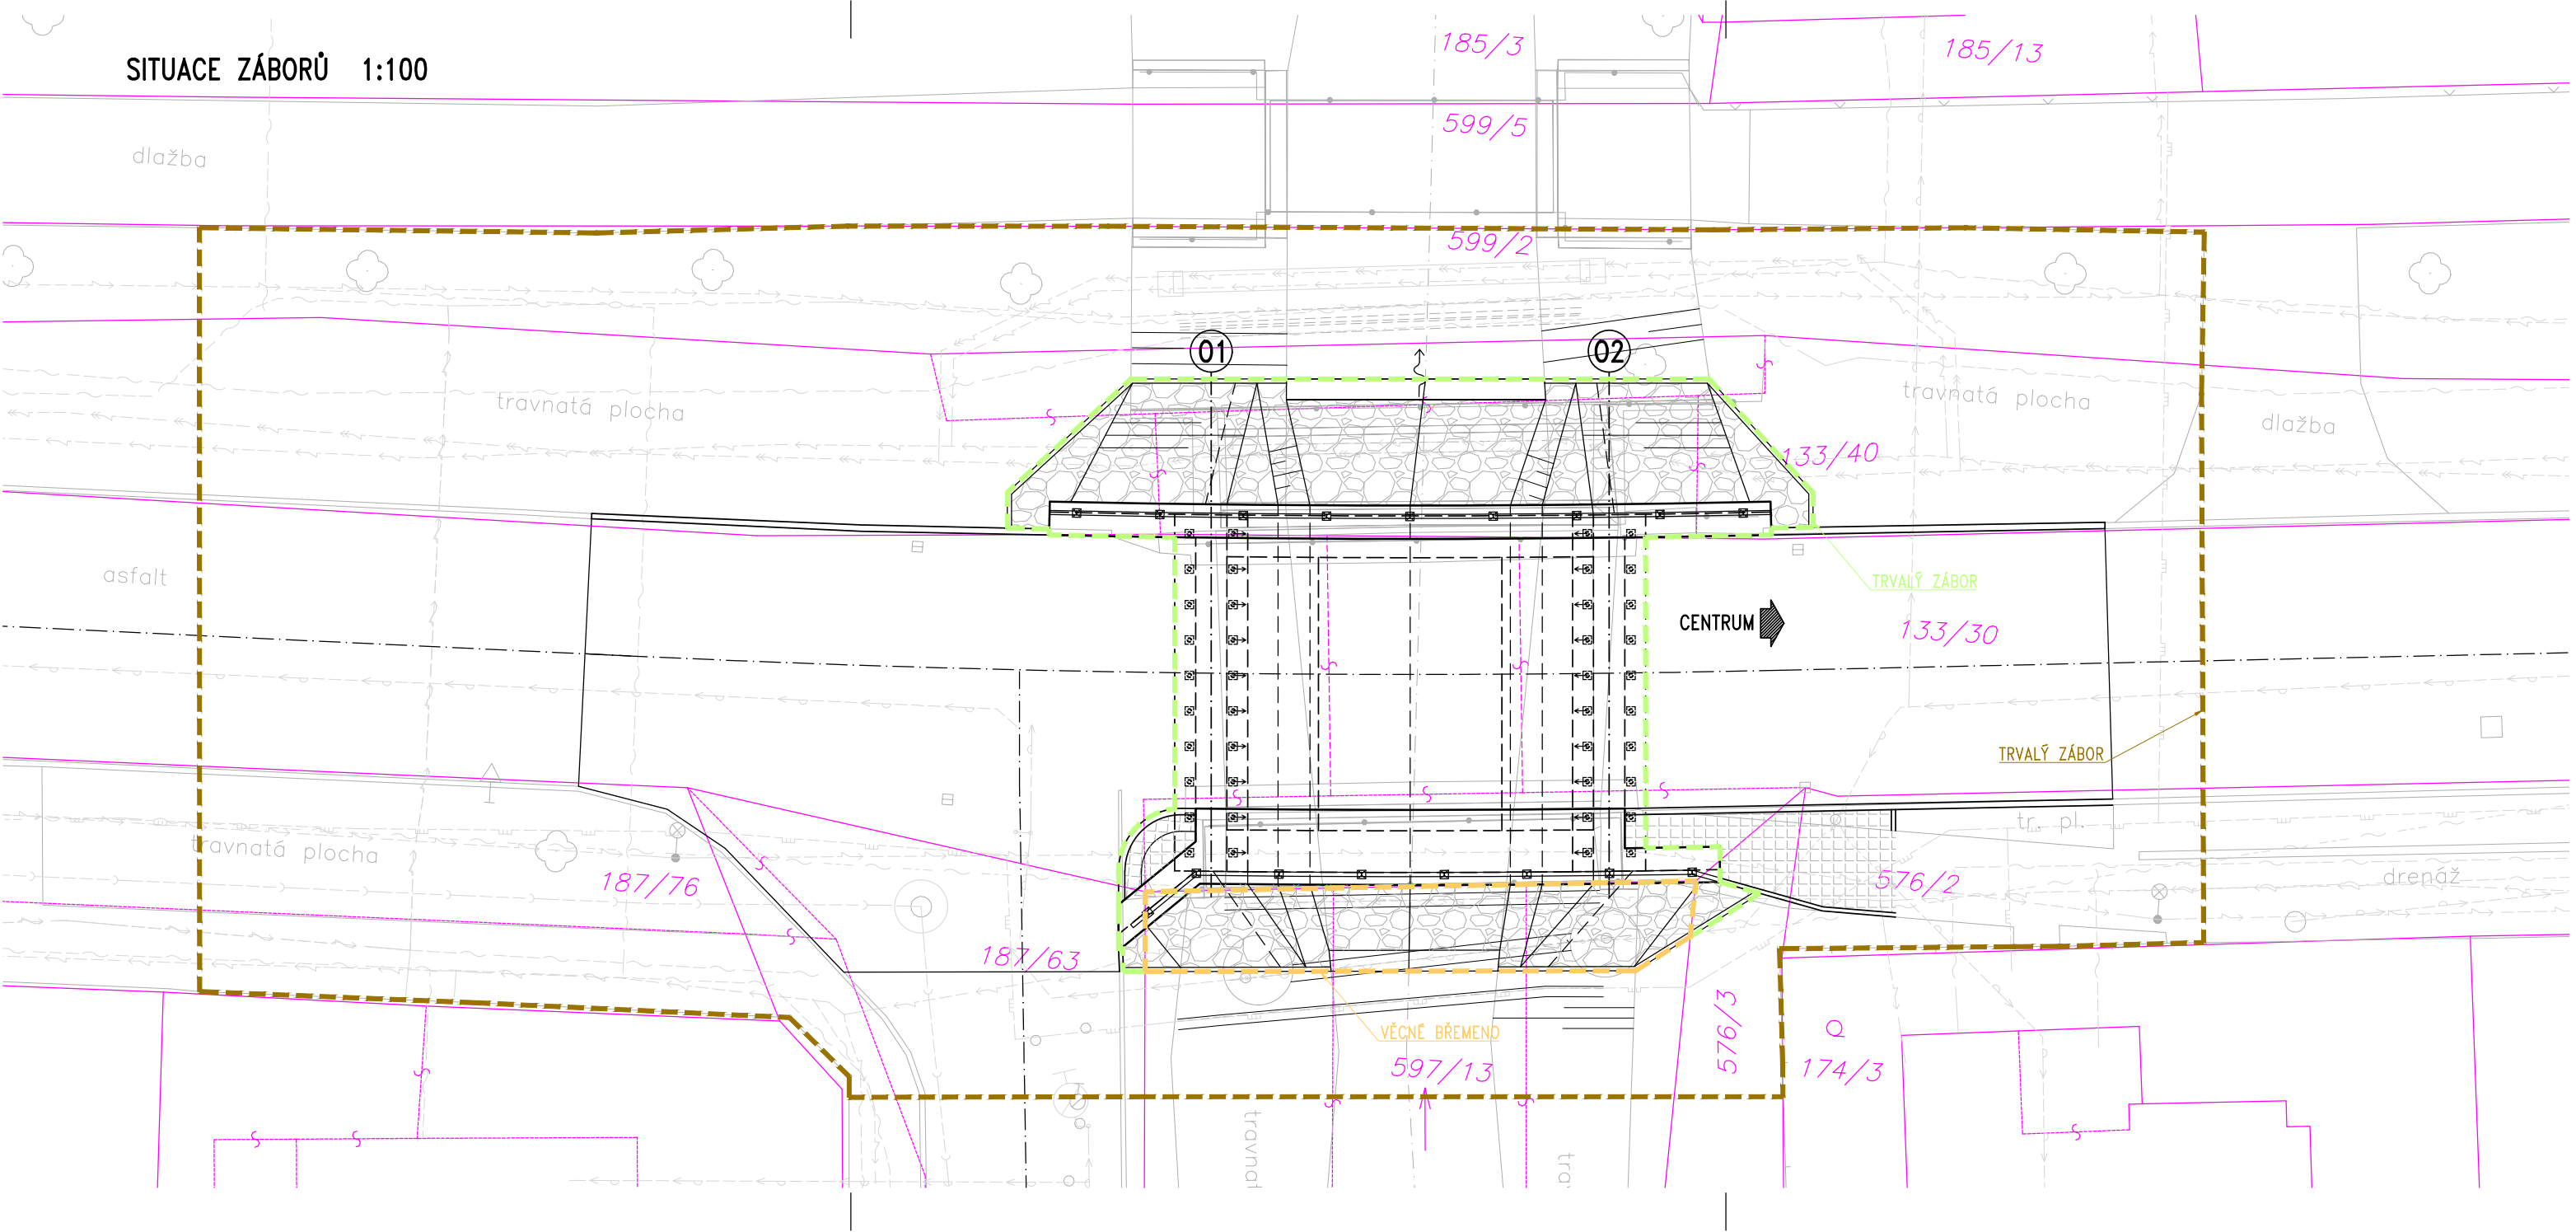 SITUACE ZÁBORŮ 1:100
185/3
185/13
599/5
dlažba
599/2
01
02
travnatá plocha
travnatá plocha
dlažba
133/40
asfalt
TRVALÝ ZÁBOR
CENTRUM
133/30
TRVALÝ ZÁBOR
tr. pl.
travnatá plocha
187/76
576/2
drenáž
187/63
VĚCNÉ BŘEMENO
597/13
576/3
174/3
travnat
trav